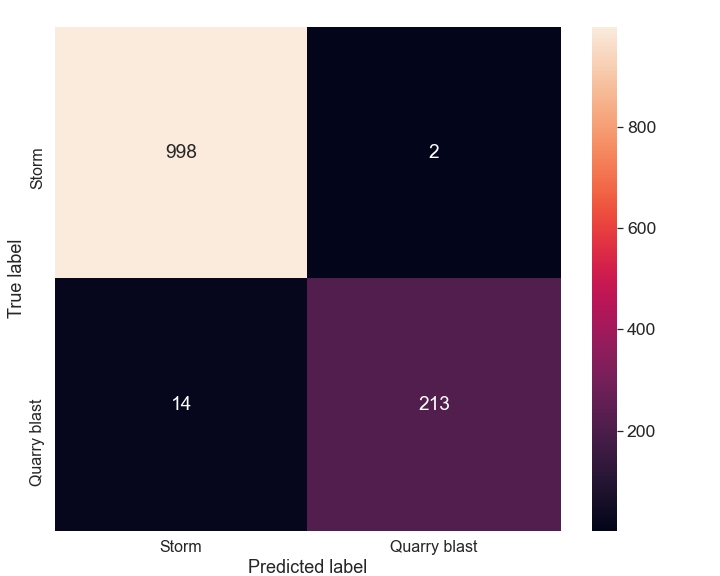 True label
Storm
Quarry blast
998
2
14
213
Storm
Quarry blast
Predicted label
800
600
400
200